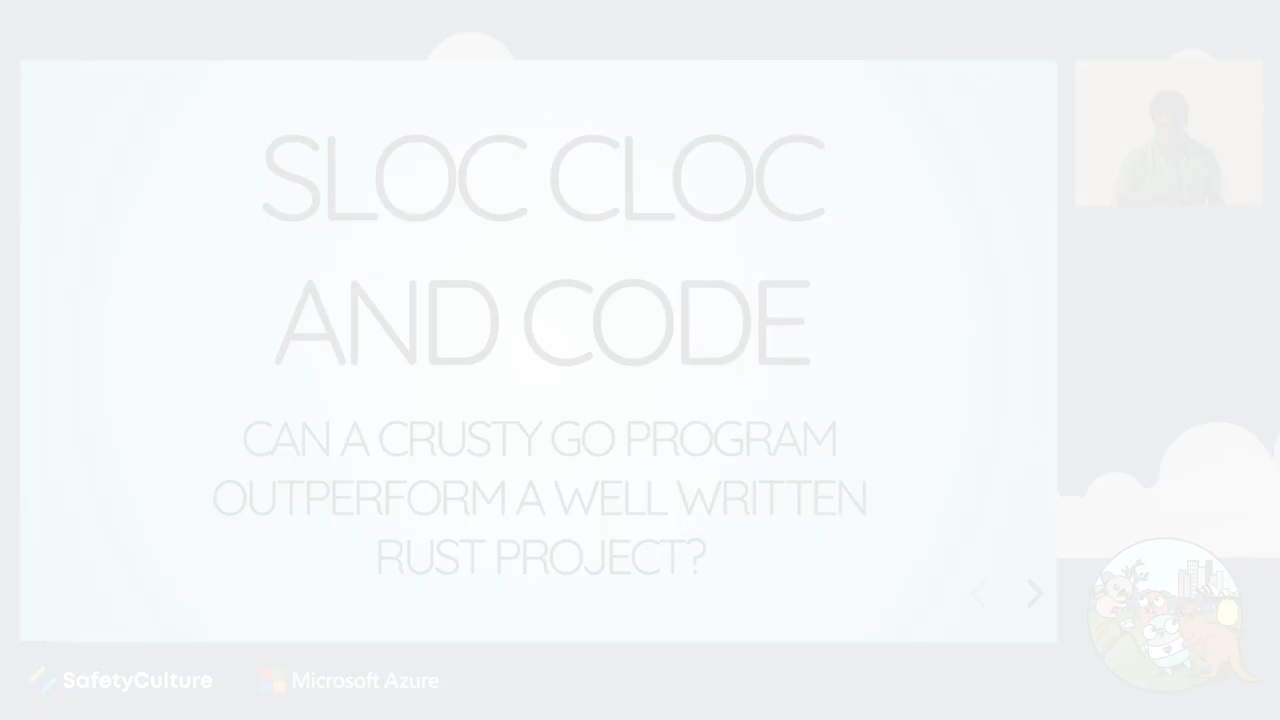 SLOC CLOC
AND CODE
CAN A CRUSTY GO PROGRAM
OUTPERFORM A WELL WRITTEN
RUST PROJECT?
SafetyCulture
Microsoft Azure